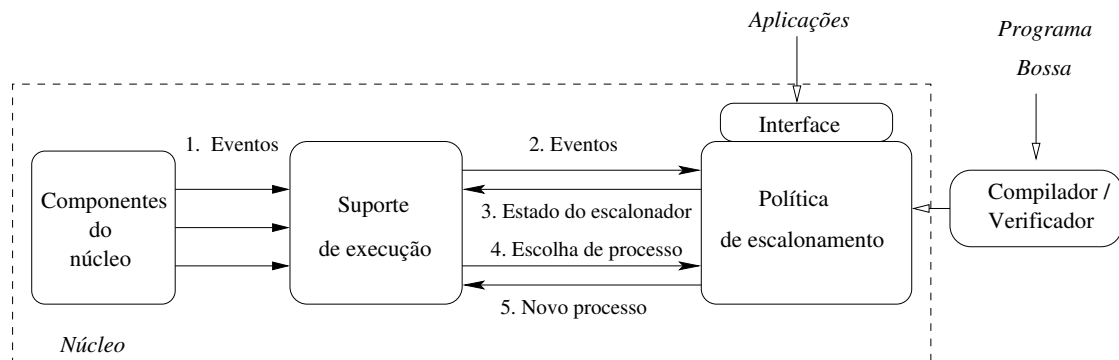 Aplicações
Programa
Bossa
Interface
1. Eventos
2. Eventos
Componentes
do
núcleo
Suporte
de execução
3. Estado do escalonador
4. Escolha de processo
5. Novo processo
Política
de escalonamento
Compilador /
Verificador
Núcleo